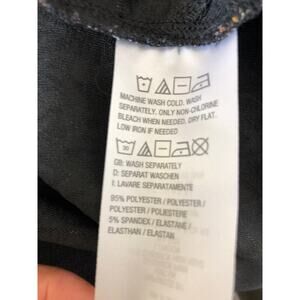 MACHINE WASH COLD, WASH
SEPARATELY, ONLY NON-CHLORINE
BLEACH WHEN NEEDED, DRY FLAT.
LOW IRON IF NEEDED
30
GB: WASH SEPARATELY
D: SEPARAT WASCHEN
I: LAVARE SEPARATAMENTE
95% POLYESTER / POLYESTER /
POLYESTER / POLIESTERE
5% SPANDEX / ELASTANE /
ELASTHAN / ELASTAN